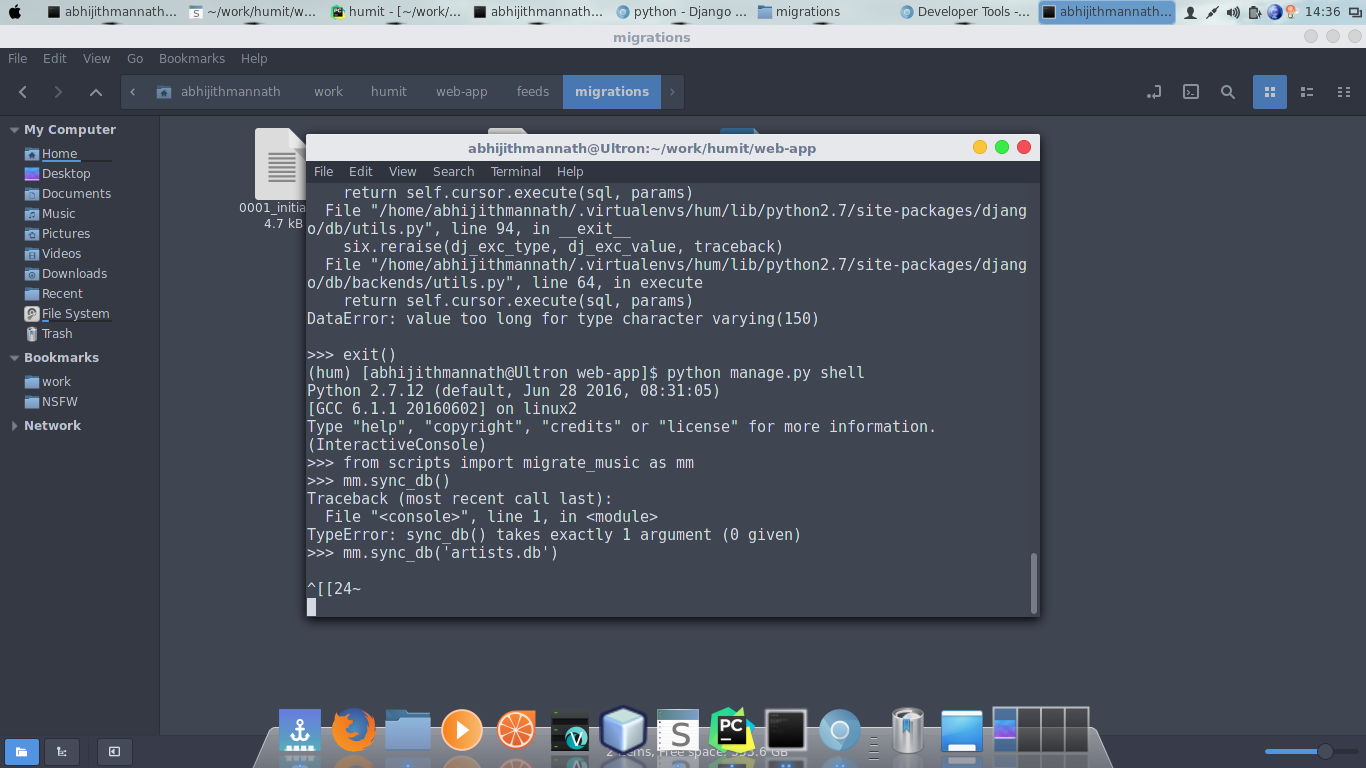 abhijithmannath...
~/work/humit/w...
humit - [~/work/...
abhijithmannath...
python - Django ...
migrations
Developer Tools -...
abhijithmannath...
14:36
migrations
File Edit View Go Bookmarks Help
abhijithmannath work humit web-app feeds migrations
My Computer
Home
Desktop
Documents
Music
Pictures
Videos
Downloads
Recent
File System
Trash
Bookmarks
work
NSFW
Network
0001_initia
4.7 kB
abhijithmannath@Ultron:~/work/humit/web-app
File Edit View Search Terminal Help
    return self.cursor.execute(sql, params)
  File "/home/abhijithmannath/.virtualenvs/hum/lib/python2.7/site-packages/djang
o/db/utils.py", line 94, in __exit__
    six.reraise(dj_exc_type, dj_exc_value, traceback)
  File "/home/abhijithmannath/.virtualenvs/hum/lib/python2.7/site-packages/djang
o/db/backends/utils.py", line 64, in execute
    return self.cursor.execute(sql, params)
DataError: value too long for type character varying(150)
>>> exit()
(hum) [abhijithmannath@Ultron web-app]$ python manage.py shell
Python 2.7.12 (default, Jun 28 2016, 08:31:05)
[GCC 6.1.1 20160602] on linux2
Type "help", "copyright", "credits" or "license" for more information.
(InteractiveConsole)
>>> from scripts import migrate_music as mm
>>> mm.sync_db()
Traceback (most recent call last):
  File "<console>", line 1, in <module>
TypeError: sync_db() takes exactly 1 argument (0 given)
>>> mm.sync_db('artists.db')
^[[24~
S
PC
V
items, Free space:
GB